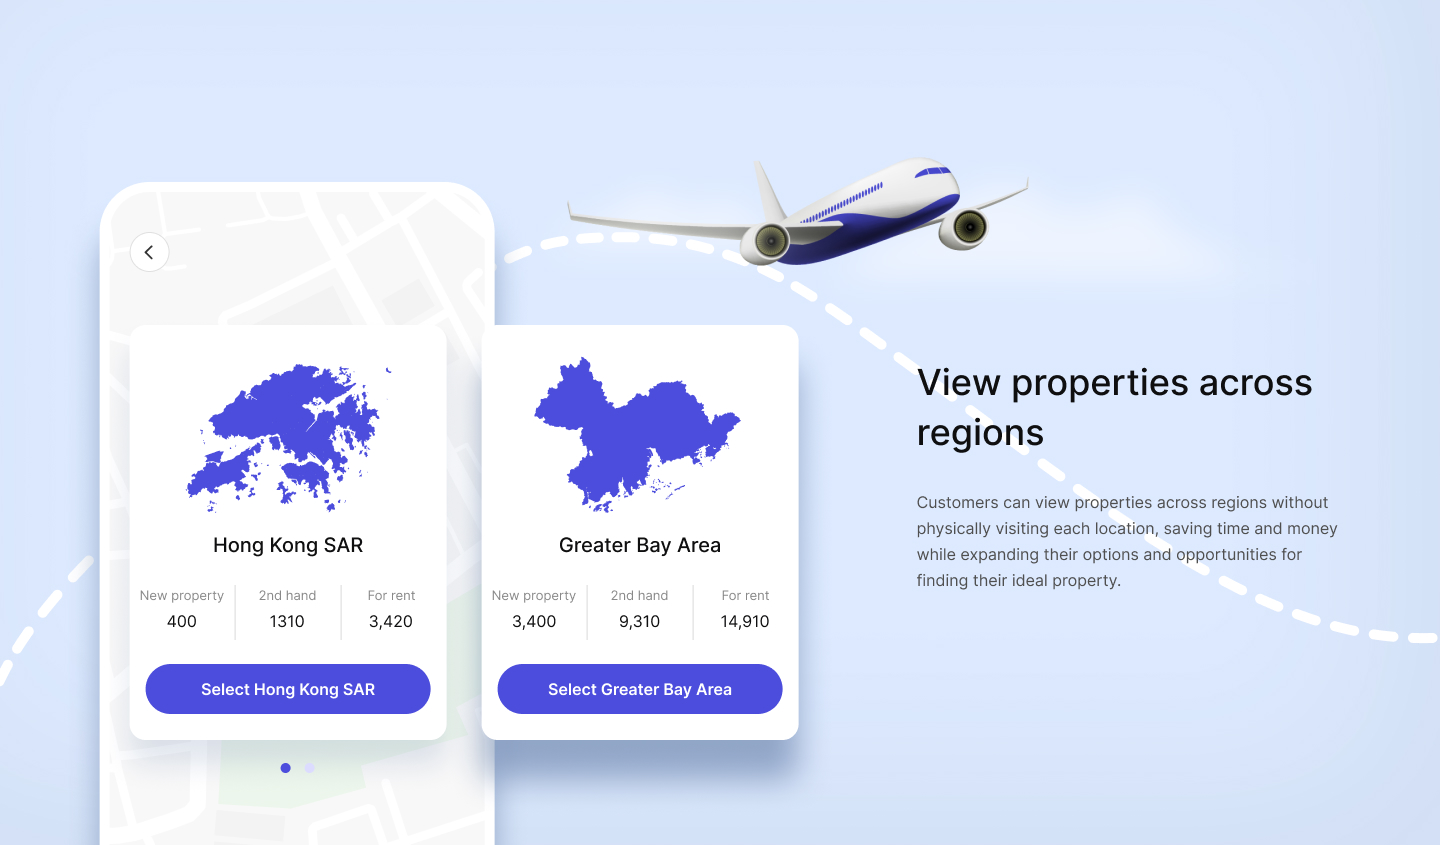 View properties across
regions
Customers can view properties across regions without
physically visiting each location, saving time and money
while expanding their options and opportunities for
finding their ideal property.
Hong Kong SAR
New property
400
2nd hand
1310
For rent
3,420
Select Hong Kong SAR
Greater Bay Area
New property
3,400
2nd hand
9,310
For rent
14,910
Select Greater Bay Area